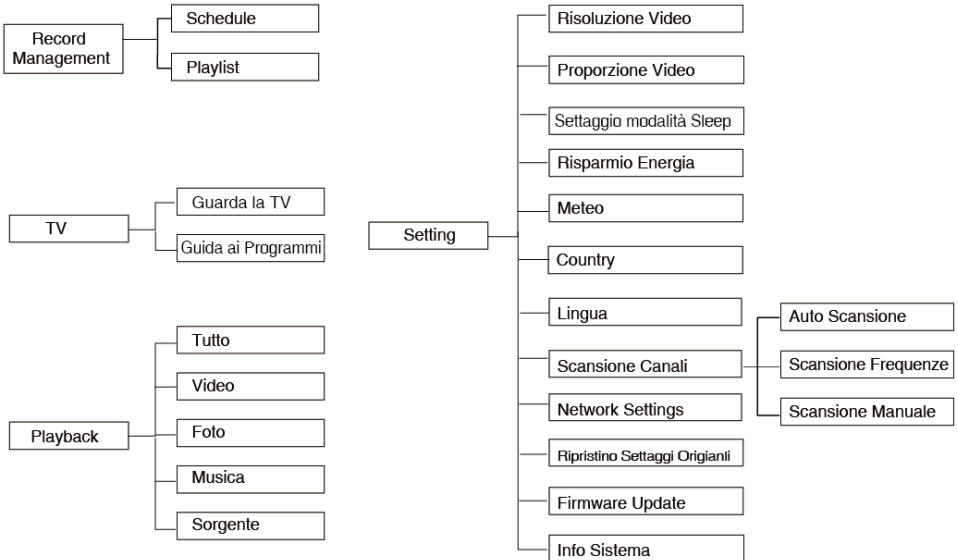 Record
Management
Schedule
Playlist
TV
Guarda la TV
Guida ai Programmi
Playback
Tutto
Video
Foto
Musica
Sorgente
Setting
Risoluzione Video
Proporzione Video
Settaggio modalità Sleep
Risparmio Energia
Meteo
Country
Lingua
Scansione Canali
Auto Scansione
Scansione Frequenze
Scansione Manuale
Network Settings
Ripristino Settaggi Origianli
Firmware Update
Info Sistema